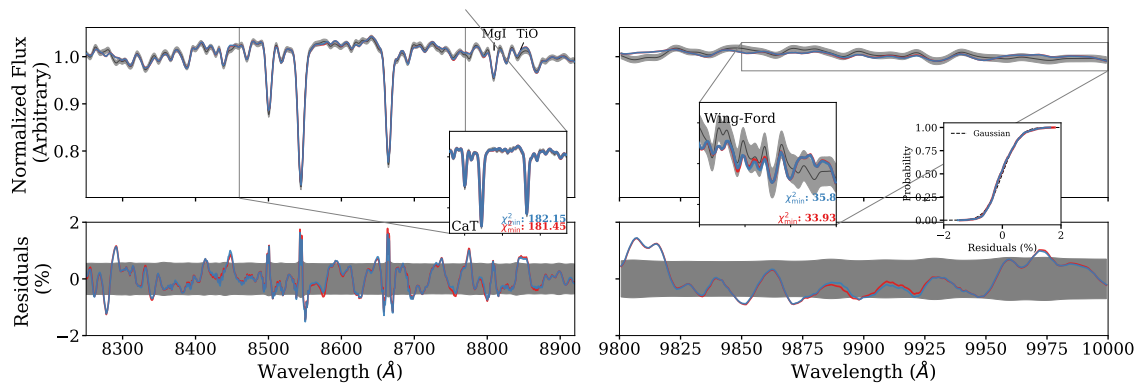 Normalized Flux
(Arbitrary)
1.0
0.9
0.8
MgI TiO
CaT
χ²min: 182.15
χ²min: 181.45
Wing-Ford
χ²min: 35.8
χ²min: 33.93
Probability
1.00
0.75
0.50
0.25
0.00
Gaussian
−2 0 2
Residuals (%)
Residuals
(%)
2
0
−2
8300 8400 8500 8600 8700 8800 8900
Wavelength (Å)
9800 9825 9850 9875 9900 9925 9950 9975 10000
Wavelength (Å)